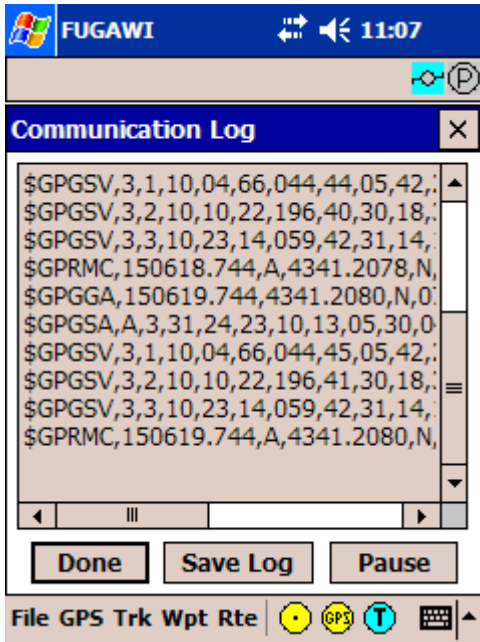 FUGAWI 11:07
P
Communication Log
$GPGSV,3,1,10,04,66,044,44,05,42,
$GPGSV,3,2,10,10,22,196,40,30,18,
$GPGSV,3,3,10,23,14,059,42,31,14,
$GPRMC,150618.744,A,4341.2078,N,
$GPGGA,150619.744,4341.2080,N,0
$GPGSA,A,3,31,24,23,10,13,05,30,0
$GPGSV,3,1,10,04,66,044,45,05,42,
$GPGSV,3,2,10,10,22,196,41,30,18,
$GPGSV,3,3,10,23,14,059,42,31,14,
$GPRMC,150619.744,A,4341.2080,N,
Done Save Log Pause
File GPS Trk Wpt Rte GPS T